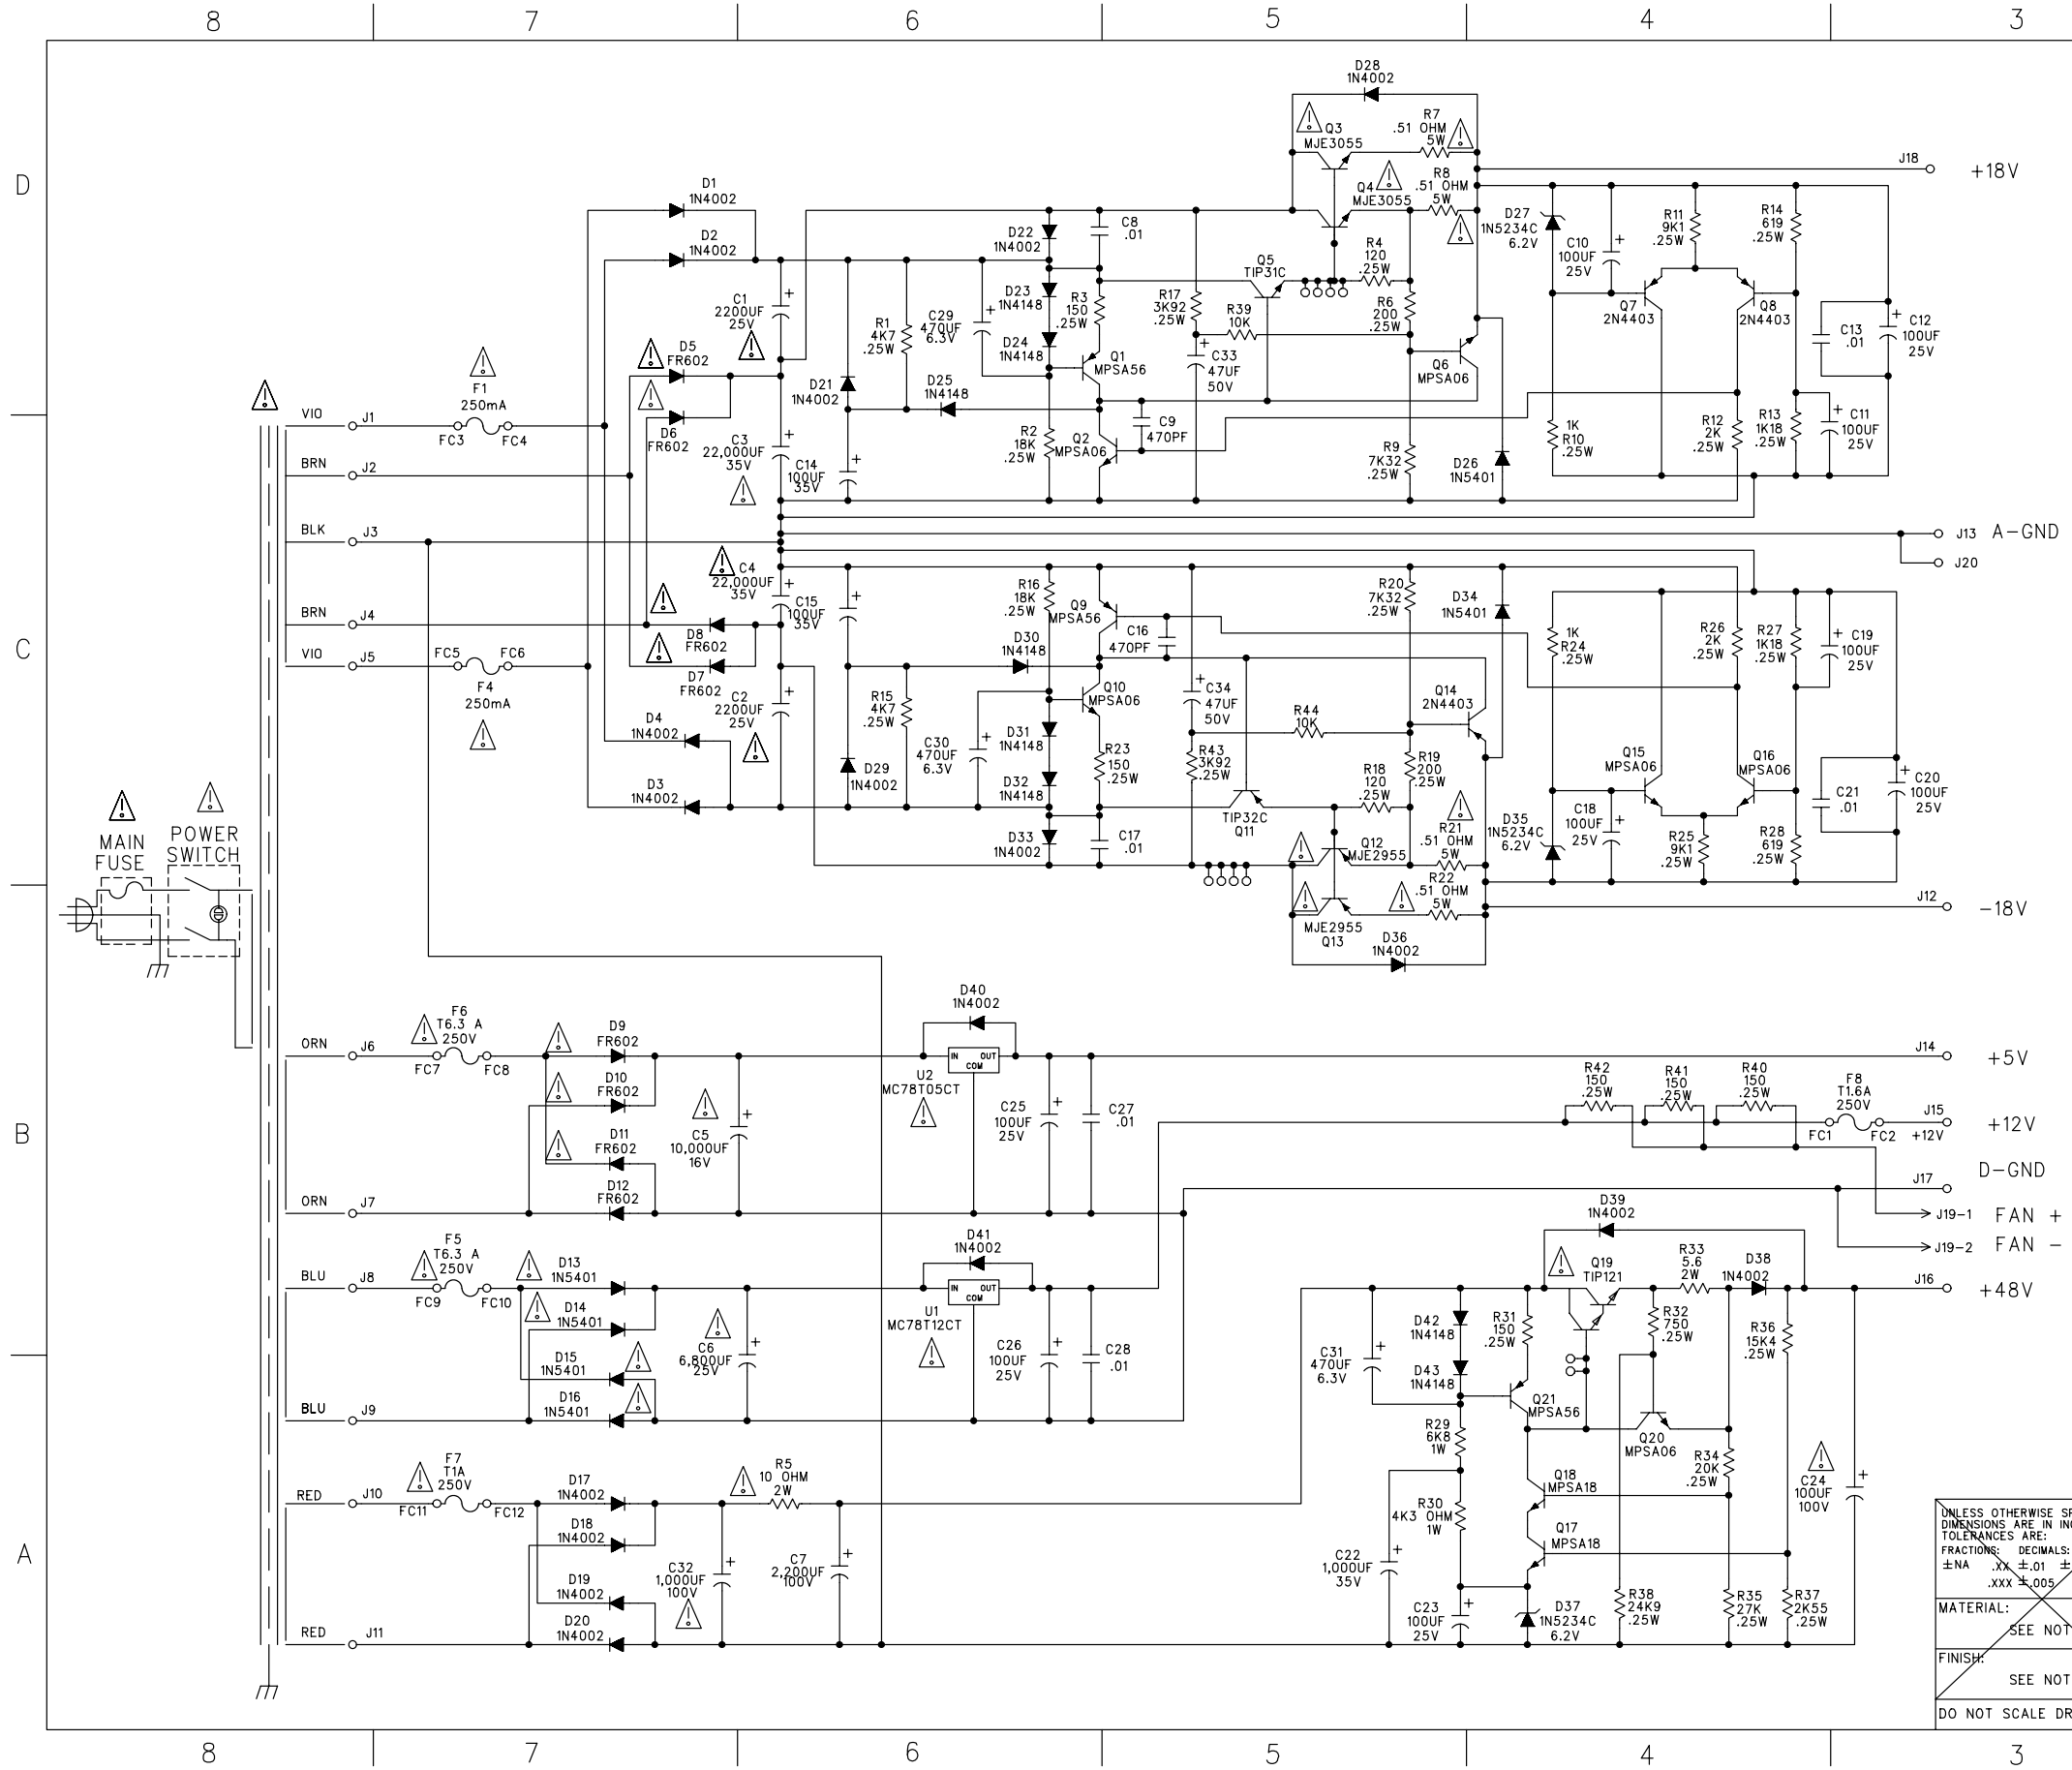 8 7 6 5 4 3
D28
1N4002
Q3
MJE3055
R7
.51 OHM
5W
J18
+18V
D
D1
1N4002
Q4
MJE3055
R8
.51 OHM
5W
D2
1N4002
D22
1N4002
C8
.01
D27
1N5234C
6.2V
C10
100UF
25V
R11
9K1
.25W
R14
619
.25W
R4
120
.25W
Q5
TIP31C
C1
2200UF
25V
R1
4K7
.25W
C29
470UF
6.3V
D23
1N4148
R3
150
.25W
R17
3K92
.25W
R39
10K
R6
200
.25W
Q7
2N4403
Q8
2N4403
C13
.01
C12
100UF
25V
D24
1N4148
Q1
MPSA56
C33
47UF
50V
Q6
MPSA06
D5
FR602
F1
250mA
D21
1N4002
D25
1N4148
VIO
J1
FC3
FC4
D6
FR602
C3
22,000UF
35V
C14
100UF
35V
R2
18K
.25W
Q2
MPSA06
C9
470PF
R9
7K32
.25W
D26
1N5401
1K
R10
.25W
R12
2K
.25W
R13
1K18
.25W
C11
100UF
25V
BRN
J2
BLK
J3
J13
A-GND
J20
C
C4
22,000UF
35V
C15
100UF
35V
R16
18K
.25W
Q9
MPSA56
C16
470PF
R20
7K32
.25W
D34
1N5401
1K
R24
.25W
R26
2K
.25W
R27
1K18
.25W
C19
100UF
25V
BRN
J4
D8
FR602
D30
1N4148
VIO
J5
FC5
FC6
F4
250mA
D7
FR602
C2
2200UF
25V
R15
4K7
.25W
Q10
MPSA06
C34
47UF
50V
R44
10K
Q14
2N4403
D4
1N4002
D31
1N4148
C30
470UF
6.3V
R23
150
.25W
R43
3K92
.25W
R18
120
.25W
R19
200
.25W
Q15
MPSA06
Q16
MPSA06
D29
1N4002
D3
1N4002
D32
1N4148
C20
100UF
25V
C21
.01
TIP32C
Q11
D33
1N4002
C17
.01
Q12
MJE2955
R21
.51 OHM
5W
D35
1N5234C
6.2V
C18
100UF
25V
R25
9K1
.25W
R28
619
.25W
MAIN
FUSE
POWER
SWITCH
R22
.51 OHM
5W
J12
-18V
MJE2955
Q13
D36
1N4002
B
D40
1N4002
F6
T6.3 A
250V
D9
FR602
ORN
J6
FC7
FC8
IN OUT
COM
U2
MC78T05CT
J14
+5V
D10
FR602
C5
10,000UF
16V
C25
100UF
25V
C27
.01
R42
150
.25W
R41
150
.25W
R40
150
.25W
F8
T1.6A
250V
J15
+12V
+12V
FC1
FC2
D11
FR602
D-GND
J17
ORN
J7
D12
FR602
D39
1N4002
J19-1 FAN +
J19-2 FAN -
F5
T6.3 A
250V
D13
1N5401
D41
1N4002
Q19
TIP121
R33
5.6
2W
D38
1N4002
BLU
J8
FC9
FC10
IN OUT
COM
U1
MC78T12CT
J16
+48V
D14
1N5401
D42
1N4148
R31
150
.25W
R32
750
.25W
R36
15K4
.25W
D15
1N5401
C6
6,800UF
25V
C26
100UF
25V
C28
.01
C31
470UF
6.3V
D43
1N4148
BLU
J9
D16
1N5401
Q21
MPSA56
R29
6K8
1W
Q20
MPSA06
A
F7
T1A
250V
RED
J10
FC11
FC12
D17
1N4002
R5
10 OHM
2W
Q18
MPSA18
R34
20K
.25W
C24
100UF
100V
D18
1N4002
R30
4K3 OHM
1W
Q17
MPSA18
C32
1,000UF
100V
C7
2,200UF
100V
C22
1,000UF
35V
D19
1N4002
RED
J11
D20
1N4002
C23
100UF
25V
D37
1N5234C
6.2V
R38
24K9
.25W
R35
27K
.25W
R37
2K55
.25W
UNLESS OTHERWISE SP
DIMENSIONS ARE IN INC
TOLERANCES ARE:
FRACTIONS: DECIMALS:
±NA .XX ±.01 ±
.XXX ±.005
MATERIAL:
SEE NOT
FINISH:
SEE NOT
DO NOT SCALE DR
8 7 6 5 4 3